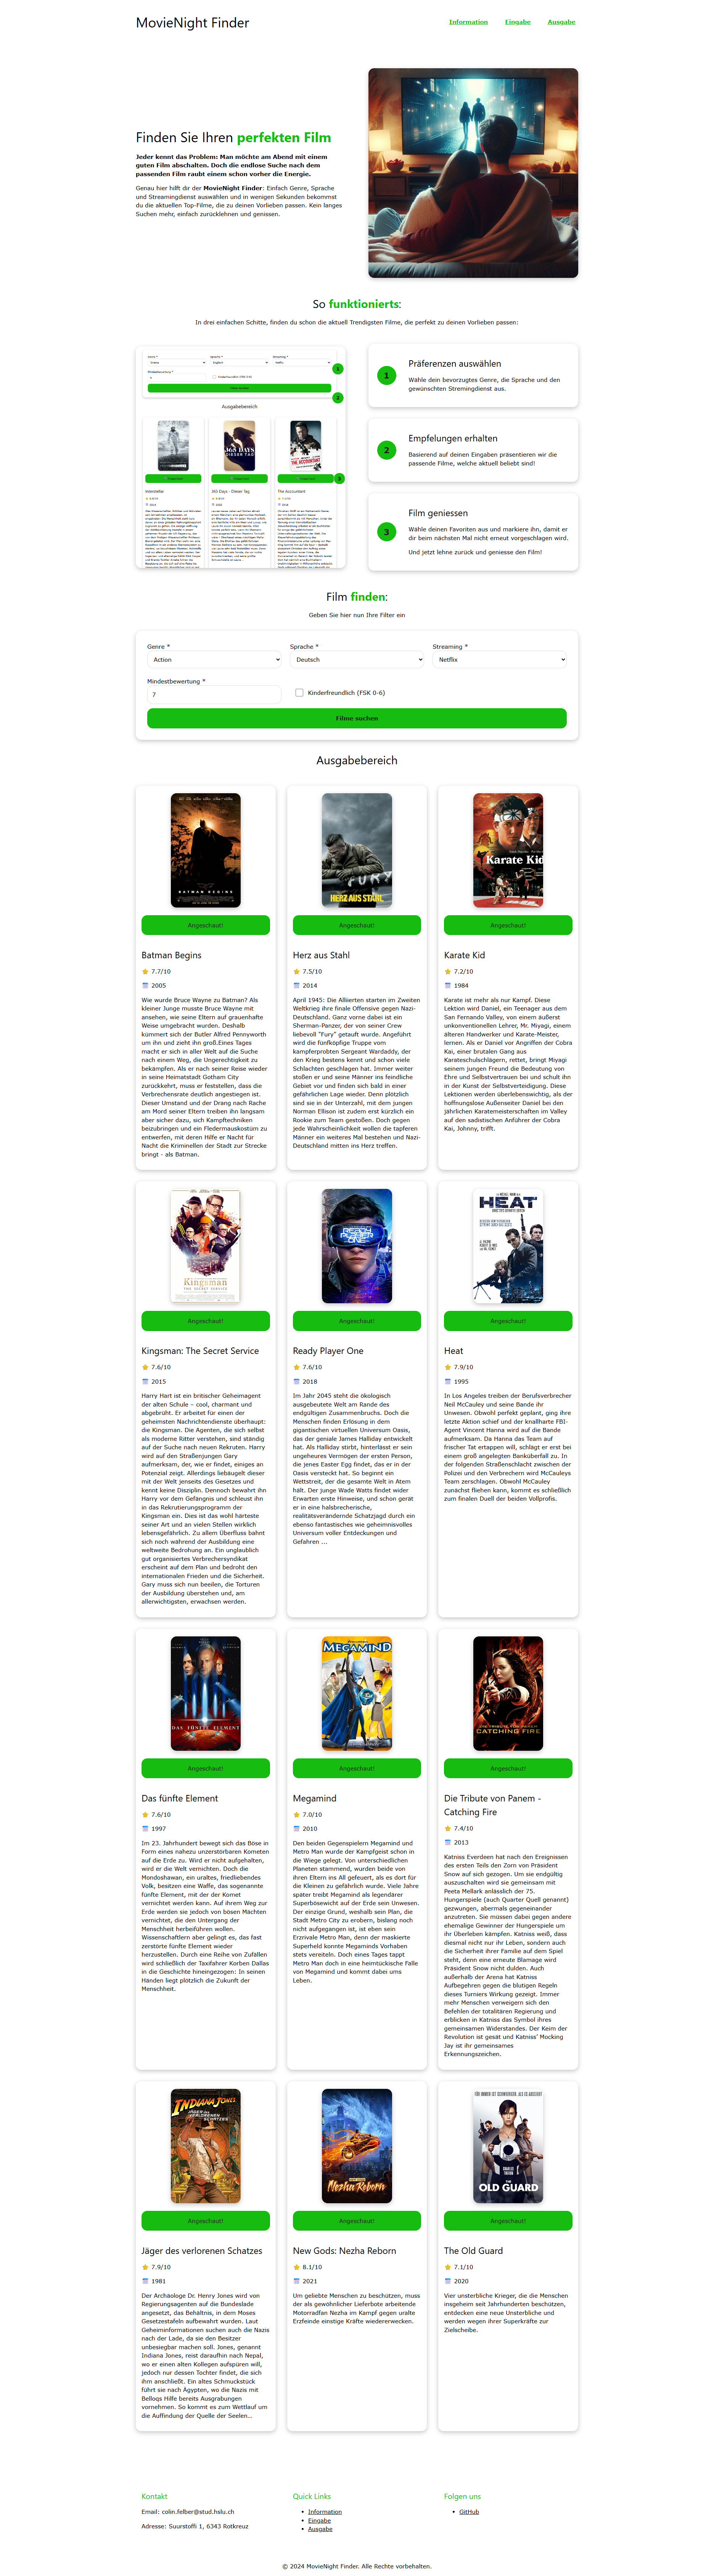 MovieNight Finder
Information
Eingabe
Ausgabe
Finden Sie Ihren perfekten Film
Jeder kennt das Problem: Man möchte am Abend mit einem
guten Film abschalten. Doch die endlose Suche nach dem
passenden Film raubt einem schon vorher die Energie.
Genau hier hilft dir der MovieNight Finder: Einfach Genre, Sprache
und Streamingdienst auswählen und in wenigen Sekunden bekommst
du die aktuellen Top-Filme, die zu deinen Vorlieben passen. Kein langes
Suchen mehr, einfach zurücklehnen und genissen.
So funktionierts:
In drei einfachen Schitte, finden du schon die aktuell Trendigsten Filme, die perfekt zu deinen Vorlieben passen:
Ausgabebereich
Interstellar
365 Days - Dieser Tag
The Accountant
1
2
3
1
Präferenzen auswählen
Wähle dein bevorzugtes Genre, die Sprache und den
gewünschten Stremingdienst aus.
2
Empfelungen erhalten
Basierend auf deinen Eingaben präsentieren wir die
passende Filme, welche aktuell beliebt sind!
3
Film geniessen
Wähle deinen Favoriten aus und markiere ihn, damit er
dir beim nächsten Mal nicht erneut vorgeschlagen wird.
Und jetzt lehne zurück und geniesse den Film!
Film finden:
Geben Sie hier nun Ihre Filter ein
Genre *
Sprache *
Streaming *
Action
Deutsch
Netflix
Mindestbewertung *
7
Kinderfreundlich (FSK 0-6)
Filme suchen
Ausgabebereich
BATMAN BEGINS
FURY
HERZ AUS STAHL
Karate Kid
Angeschaut!
Angeschaut!
Angeschaut!
Batman Begins
7.7/10
2005
Wie wurde Bruce Wayne zu Batman? Als
kleiner Junge musste Bruce Wayne mit
ansehen, wie seine Eltern auf grauenhafte
Weise umgebracht wurden. Deshalb
kümmert sich der Butler Alfred Pennyworth
um ihn und zieht ihn groß.Eines Tages
macht er sich in aller Welt auf die Suche
nach einem Weg, die Ungerechtigkeit zu
bekämpfen. Als er nach seiner Reise wieder
in seine Heimatstadt Gotham City
zurückkehrt, muss er feststellen, dass die
Verbrechensrate deutlich angestiegen ist.
Dieser Umstand und der Drang nach Rache
am Mord seiner Eltern treiben ihn langsam
aber sicher dazu, sich Kampftechniken
beizubringen und ein Fledermauskostüm zu
entwerfen, mit deren Hilfe er Nacht für
Nacht die Kriminellen der Stadt zur Strecke
bringt - als Batman.
Herz aus Stahl
7.5/10
2014
April 1945: Die Alliierten starten im Zweiten
Weltkrieg ihre finale Offensive gegen Nazi-
Deutschland. Ganz vorne dabei ist ein
Sherman-Panzer, der von seiner Crew
liebevoll "Fury" getauft wurde. Angeführt
wird die fünfköpfige Truppe vom
kampferprobten Sergeant Wardaddy, der
den Krieg bestens kennt und schon viele
Schlachten geschlagen hat. Immer weiter
stoßen er und seine Männer ins feindliche
Gebiet vor und finden sich bald in einer
gefährlichen Lage wieder. Denn plötzlich
sind sie in der Unterzahl, mit dem jungen
Norman Ellison ist zudem erst kürzlich ein
Rookie zum Team gestoßen. Doch gegen
jede Wahrscheinlichkeit wollen die tapferen
Männer ein weiteres Mal bestehen und Nazi-
Deutschland mitten ins Herz treffen.
Karate Kid
7.2/10
1984
Karate ist mehr als nur Kampf. Diese
Lektion wird Daniel, ein Teenager aus dem
San Fernando Valley, von einem äußerst
unkonventionellen Lehrer, Mr. Miyagi, einem
älteren Handwerker und Karate-Meister,
lernen. Als er Daniel vor Angriffen der Cobra
Kai, einer brutalen Gang aus
Karateschulschlägern, rettet, bringt Miyagi
seinem jungen Freund die Bedeutung von
Ehre und Selbstvertrauen bei und schult ihn
in der Kunst der Selbstverteidigung. Diese
Lektionen werden überlebenswichtig, als der
hoffnungslose Außenseiter Daniel bei den
jährlichen Karatemeisterschaften im Valley
auf den sadistischen Anführer der Cobra
Kai, Johnny, trifft.
Kingsman
THE SECRET SERVICE
READY
PLAYER
ONE
HEAT
Angeschaut!
Angeschaut!
Angeschaut!
Kingsman: The Secret Service
7.6/10
2015
Harry Hart ist ein britischer Geheimagent
der alten Schule – cool, charmant und
abgebrüht. Er arbeitet für einen der
geheimsten Nachrichtendienste überhaupt:
die Kingsman. Die Agenten, die sich selbst
als moderne Ritter verstehen, sind ständig
auf der Suche nach neuen Rekruten. Harry
wird auf den Straßenjungen Gary
aufmerksam, der, wie er findet, einiges an
Potenzial zeigt. Allerdings liebäugelt dieser
mit der Welt jenseits des Gesetzes und
kennt keine Disziplin. Dennoch bewahrt ihn
Harry vor dem Gefängnis und schleust ihn
in das Rekrutierungsprogramm der
Kingsman ein. Dies ist das wohl härteste
seiner Art und an vielen Stellen wirklich
lebensgefährlich. Zu allem Überfluss bahnt
sich noch während der Ausbildung eine
weltweite Bedrohung an. Ein unglaublich
gut organisiertes Verbrechersyndikat
erscheint auf dem Plan und bedroht den
internationalen Frieden und die Sicherheit.
Gary muss sich nun beeilen, die Torturen
der Ausbildung überstehen und, am
allerwichtigsten, erwachsen werden.
Ready Player One
7.6/10
2018
Im Jahr 2045 steht die ökologisch
ausgebeutete Welt am Rande des
endgültigen Zusammenbruchs. Doch die
Menschen finden Erlösung in dem
gigantischen virtuellen Universum Oasis,
das der geniale James Halliday entwickelt
hat. Als Halliday stirbt, hinterlässt er sein
ungeheures Vermögen der ersten Person,
die jenes Easter Egg findet, das er in der
Oasis versteckt hat. So beginnt ein
Wettstreit, der die gesamte Welt in Atem
hält. Der junge Wade Watts findet wider
Erwarten erste Hinweise, und schon gerät
er in eine halsbrecherische,
realitätsverändernde Schatzjagd durch ein
ebenso fantastisches wie geheimnisvolles
Universum voller Entdeckungen und
Gefahren ...
Heat
7.9/10
1995
In Los Angeles treiben der Berufsverbrecher
Neil McCauley und seine Bande ihr
Unwesen. Obwohl perfekt geplant, ging ihre
letzte Aktion schief und der knallharte FBI-
Agent Vincent Hanna wird auf die Bande
aufmerksam. Da Hanna das Team auf
frischer Tat ertappen will, schlägt er erst bei
einem groß angelegten Banküberfall zu. In
der folgenden Straßenschlacht zwischen der
Polizei und den Verbrechern wird McCauleys
Team zerschlagen. Obwohl McCauley
zunächst fliehen kann, kommt es schließlich
zum finalen Duell der beiden Vollprofis.
DAS FÜNFTE ELEMENT
MEGAMIND
DIE TRIBUTE VON PANEM
CATCHING FIRE
Angeschaut!
Angeschaut!
Angeschaut!
Das fünfte Element
7.6/10
1997
Im 23. Jahrhundert bewegt sich das Böse in
Form eines nahezu unzerstörbaren Kometen
auf die Erde zu. Wird er nicht aufgehalten,
wird er die Welt vernichten. Doch die
Mondoshawan, ein uraltes, friedliebendes
Volk, besitzen eine Waffe, das sogenannte
fünfte Element, mit der der Komet
vernichtet werden kann. Auf ihrem Weg zur
Erde werden sie jedoch von bösen Mächten
vernichtet, die den Untergang der
Menschheit herbeiführen wollen.
Wissenschaftlern aber gelingt es, das fast
zerstörte fünfte Element wieder
herzustellen. Durch eine Reihe von Zufällen
wird schließlich der Taxifahrer Korben Dallas
in die Geschichte hineingezogen: In seinen
Händen liegt plötzlich die Zukunft der
Menschheit.
Megamind
7.0/10
2010
Den beiden Gegenspielern Megamind und
Metro Man wurde der Kampfgeist schon in
die Wiege gelegt. Von unterschiedlichen
Planeten stammend, wurden beide von
ihren Eltern ins All gefeuert, als es dort für
die Kleinen zu gefährlich wurde. Viele Jahre
später treibt Megamind als legendärer
Superbösewicht auf der Erde sein Unwesen.
Der einzige Grund, weshalb sein Plan, die
Stadt Metro City zu erobern, bislang noch
nicht aufgegangen ist, ist eben sein
Erzrivale Metro Man, denn der maskierte
Superheld konnte Megaminds Vorhaben
stets vereiteln. Doch eines Tages tappt
Metro Man doch in eine heimtückische Falle
von Megamind und kommt dabei ums
Leben.
Die Tribute von Panem -
Catching Fire
7.4/10
2013
Katniss Everdeen hat nach den Ereignissen
des ersten Teils den Zorn von Präsident
Snow auf sich gezogen. Um sie endgültig
auszuschalten wird sie gemeinsam mit
Peeta Mellark anlässlich der 75.
Hungerspiele (auch Quarter Quell genannt)
gezwungen, abermals gegeneinander
anzutreten. Sie müssen dabei gegen andere
ehemalige Gewinner der Hungerspiele um
ihr Überleben kämpfen. Katniss weiß, dass
diesmal nicht nur ihr Leben, sondern auch
die Sicherheit ihrer Familie auf dem Spiel
steht, denn eine erneute Blamage wird
Präsident Snow nicht dulden. Auch
außerhalb der Arena hat Katniss
Aufbegehren gegen die blutigen Regeln
dieses Turniers Wirkung gezeigt. Immer
mehr Menschen verweigern sich den
Befehlen der totalitären Regierung und
erblicken in Katniss das Symbol ihres
gemeinsamen Widerstandes. Der Keim der
Revolution ist gesät und Katniss’ Mocking
Jay ist ihr gemeinsames
Erkennungszeichen.
INDIANA JONES
Nezha Reborn
CHARLIZE
THERON
THE
OLD GUARD
Angeschaut!
Angeschaut!
Angeschaut!
Jäger des verlorenen Schatzes
7.9/10
1981
Der Archäologe Dr. Henry Jones wird von
Regierungsagenten auf die Bundeslade
angesetzt, das Behältnis, in dem Moses
Gesetzestafeln aufbewahrt wurden. Laut
Geheiminformationen suchen auch die Nazis
nach der Lade, da sie den Besitzer
unbesiegbar machen soll. Jones, genannt
Indiana Jones, reist daraufhin nach Nepal,
wo er einen alten Kollegen aufspüren will,
jedoch nur dessen Tochter findet, die sich
ihm anschließt. Ein altes Schmuckstück
führt sie nach Ägypten, wo die Nazis mit
Bellogs Hilfe bereits Ausgrabungen
vornehmen. So kommt es zum Wettlauf um
die Auffindung der Quelle der Seelen...
New Gods: Nezha Reborn
8.1/10
2021
Um geliebte Menschen zu beschützen, muss
der als gewöhnlicher Lieferbote arbeitende
Motorradfan Nezha im Kampf gegen uralte
Erzfeinde einstige Kräfte wiedererwecken.
The Old Guard
7.1/10
2020
Vier unsterbliche Krieger, die die Menschen
insgeheim seit Jahrhunderten beschützen,
entdecken eine neue Unsterbliche und
werden wegen ihrer Superkräfte zur
Zielscheibe.
Kontakt
Email: colin.felber@stud.hslu.ch
Adresse: Suurstoffi 1, 6343 Rotkreuz
Quick Links
Information
Eingabe
Ausgabe
Folgen uns
GitHub
© 2024 MovieNight Finder. Alle Rechte vorbehalten.